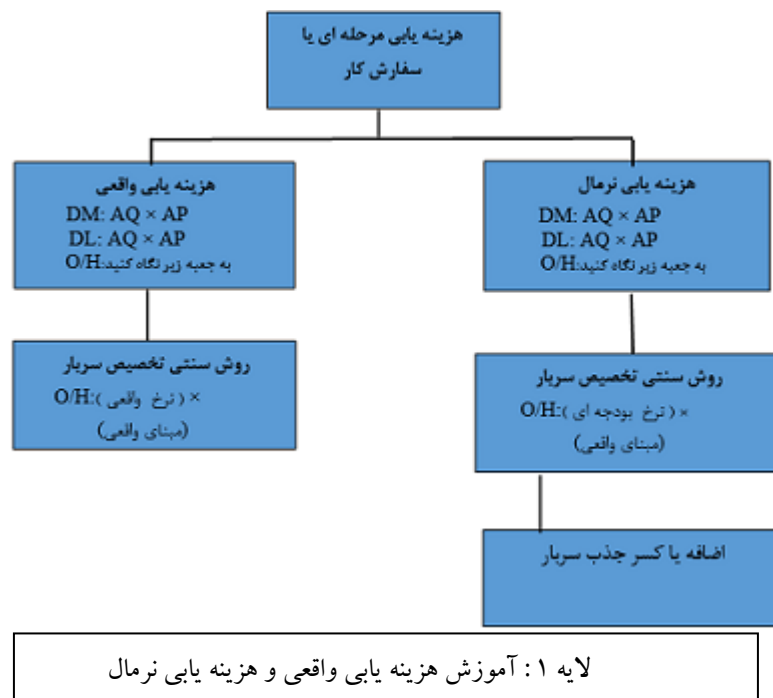 هزینه یابی مرحله ای یا
سفارش کار
هزینه یابی نرمال
DM: AQ × AP
DL: AQ × AP
به جعبه زیر نگاه کنید:O/H
هزینه یابی واقعی
DM: AQ × AP
DL: AQ × AP
به جعبه زیر نگاه کنید:O/H
روش سنتی تخصیص سربار
× (نرخ بودجه ای ):O/H
(مبنای واقعی)
روش سنتی تخصیص سربار
× (نرخ واقعی ):O/H
(مبنای واقعی)
اضافه یا کسر جذب سربار
لایه ۱: آموزش هزینه یابی واقعی و هزینه یابی نرمال